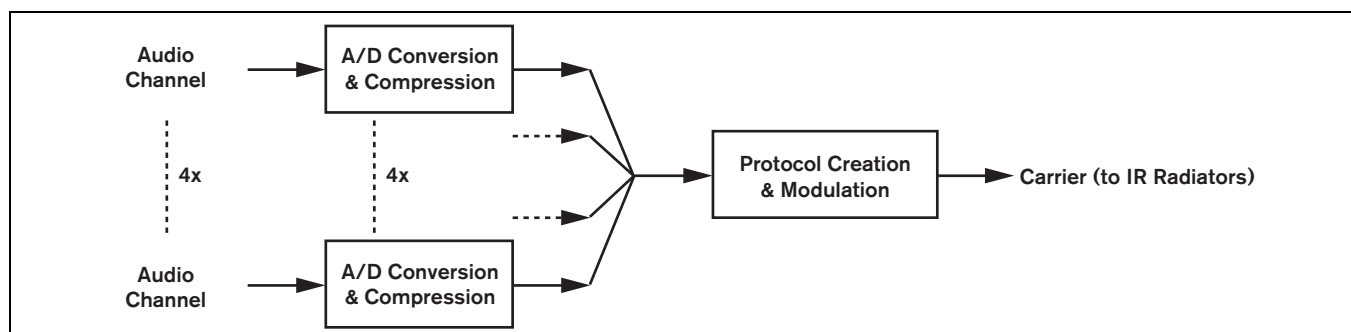 Audio
Channel
A/D Conversion
& Compression
4x
4x
Protocol Creation
& Modulation
Carrier (to IR Radiators)
Audio
Channel
A/D Conversion
& Compression